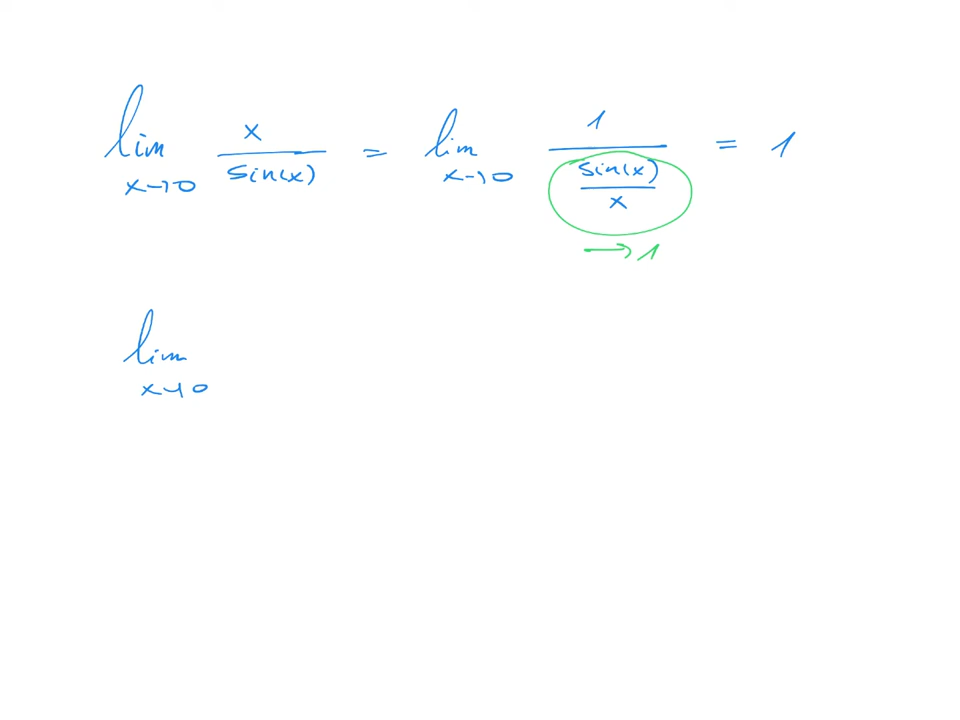 lim x→0 x/sin(x) = lim x→0 1/(sin(x)/x) = 1
→ 1
lim x→0